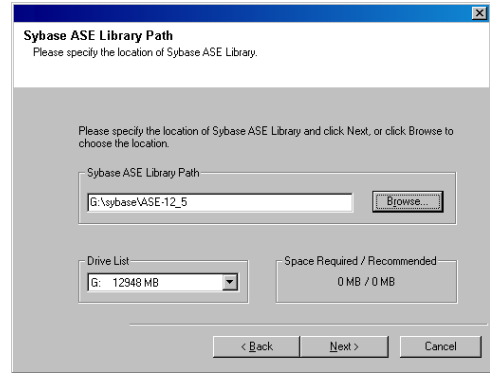 Sybase ASE Library Path
Please specify the location of Sybase ASE Library.
Please specify the location of Sybase ASE Library and click Next, or click Browse to
choose the location.
Sybase ASE Library Path
G:\sybase\ASE-12_5
Browse...
Drive List
G: 12948 MB
Space Required / Recommended
0 MB / 0 MB
< Back
Next >
Cancel